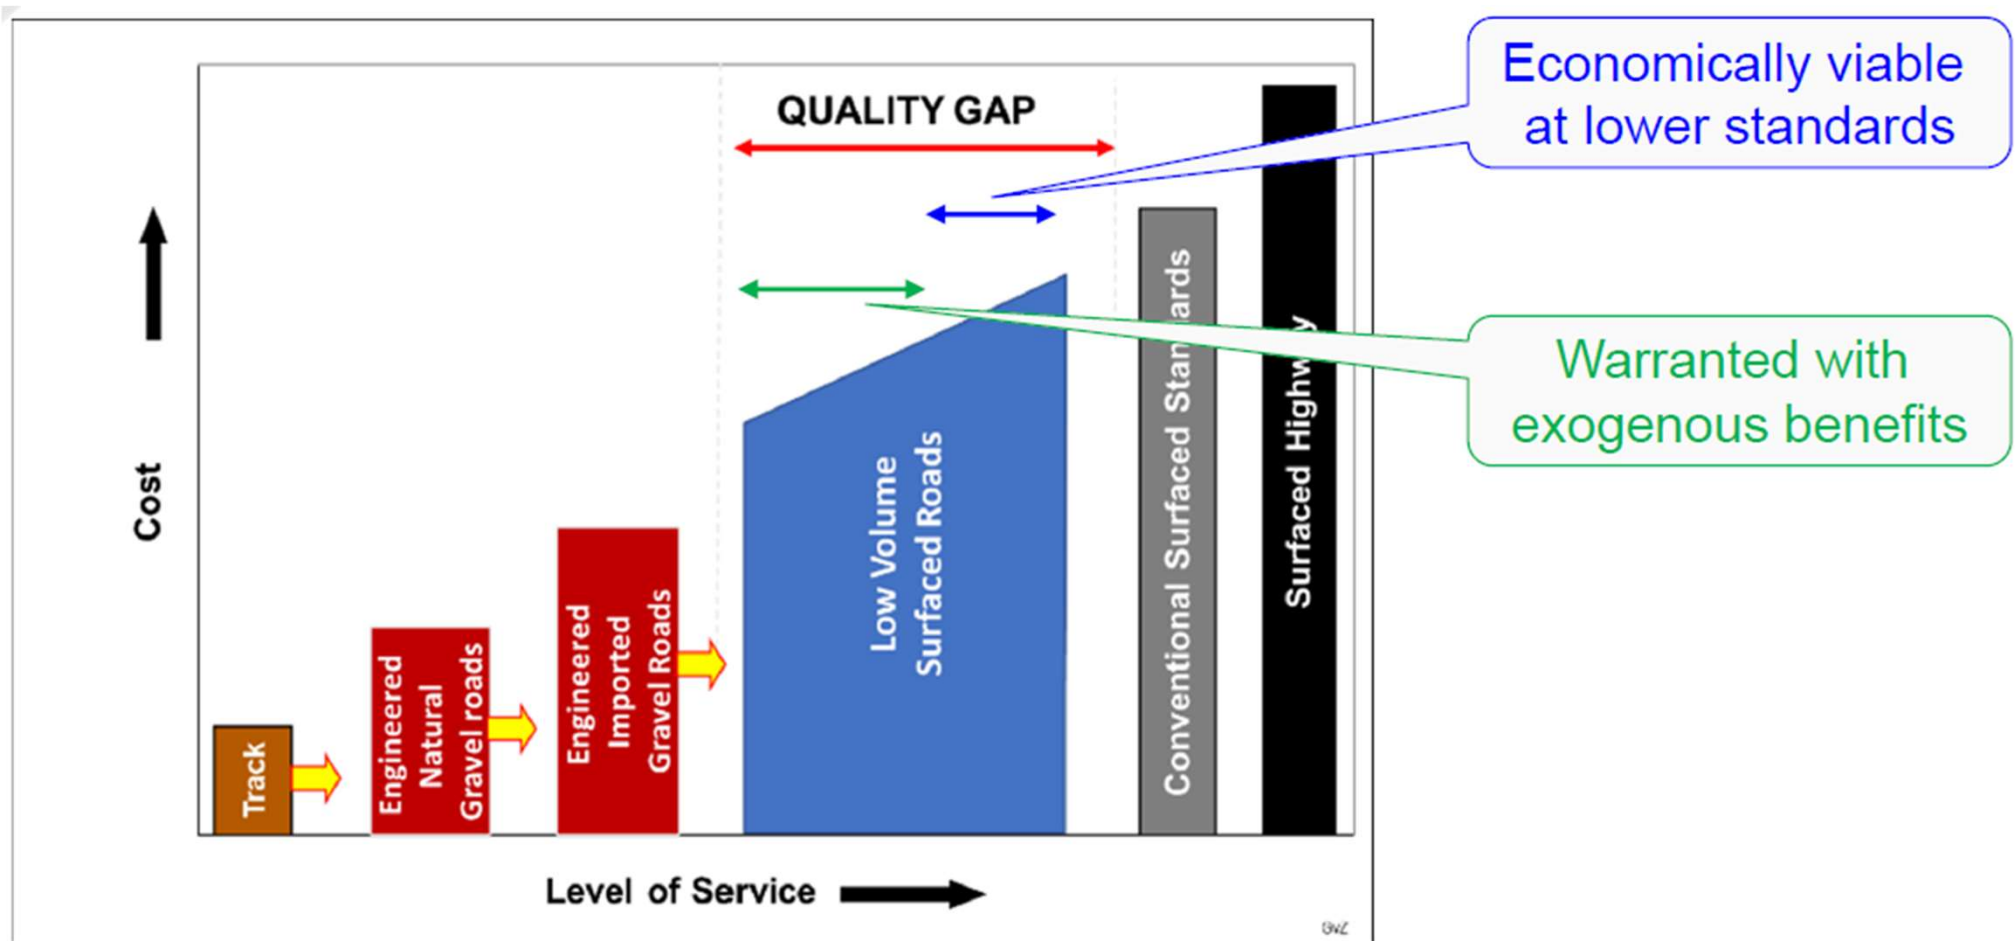 QUALITY GAP
Economically viable
at lower standards
Warranted with
exogenous benefits
Cost
Track
Engineered
Natural
Gravel roads
Engineered
Imported
Gravel Roads
Low Volume
Surfaced Roads
Conventional Surfaced Standards
Surfaced Highway
Level of Service
GvZ